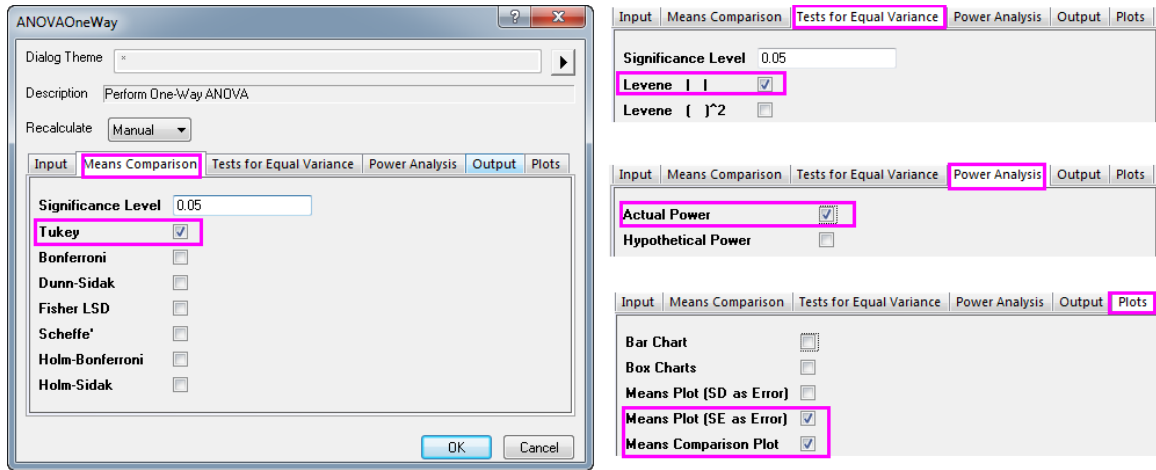 ANOVAOneWay
Dialog Theme *
Description Perform One-Way ANOVA
Recalculate Manual
Input Means Comparison Tests for Equal Variance Power Analysis Output Plots
Significance Level 0.05
Tukey
Bonferroni
Dunn-Sidak
Fisher LSD
Scheffe'
Holm-Bonferroni
Holm-Sidak
OK Cancel
Input Means Comparison Tests for Equal Variance Power Analysis Output Plots
Significance Level 0.05
Levene | |
Levene ( )^2
Input Means Comparison Tests for Equal Variance Power Analysis Output Plots
Actual Power
Hypothetical Power
Input Means Comparison Tests for Equal Variance Power Analysis Output Plots
Bar Chart
Box Charts
Means Plot (SD as Error)
Means Plot (SE as Error)
Means Comparison Plot